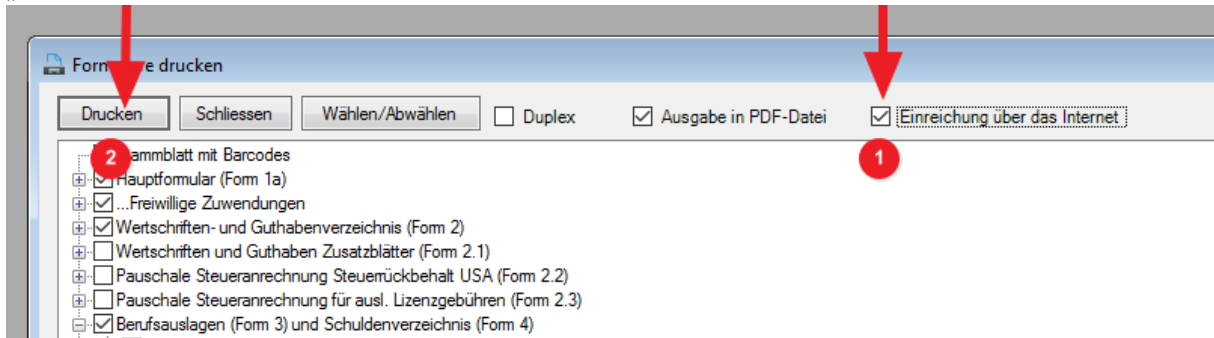 drucken
Drucken Schliessen Wählen/Abwählen Duplex Ausgabe in PDF-Datei Einreichung über das Internet
2 mit Barcodes 1
Hauptformular (Form 1a)
...Freiwillige Zuwendungen
Wertschriften- und Guthabenverzeichnis (Form 2)
Wertschriften und Guthaben Zusatzblätter (Form 2.1)
Pauschale Steueranrechnung Steuerrückbehalt USA (Form 2.2)
Pauschale Steueranrechnung für ausl. Lizenzgebühren (Form 2.3)
Berufsauslagen (Form 3) und Schuldenverzeichnis (Form 4)